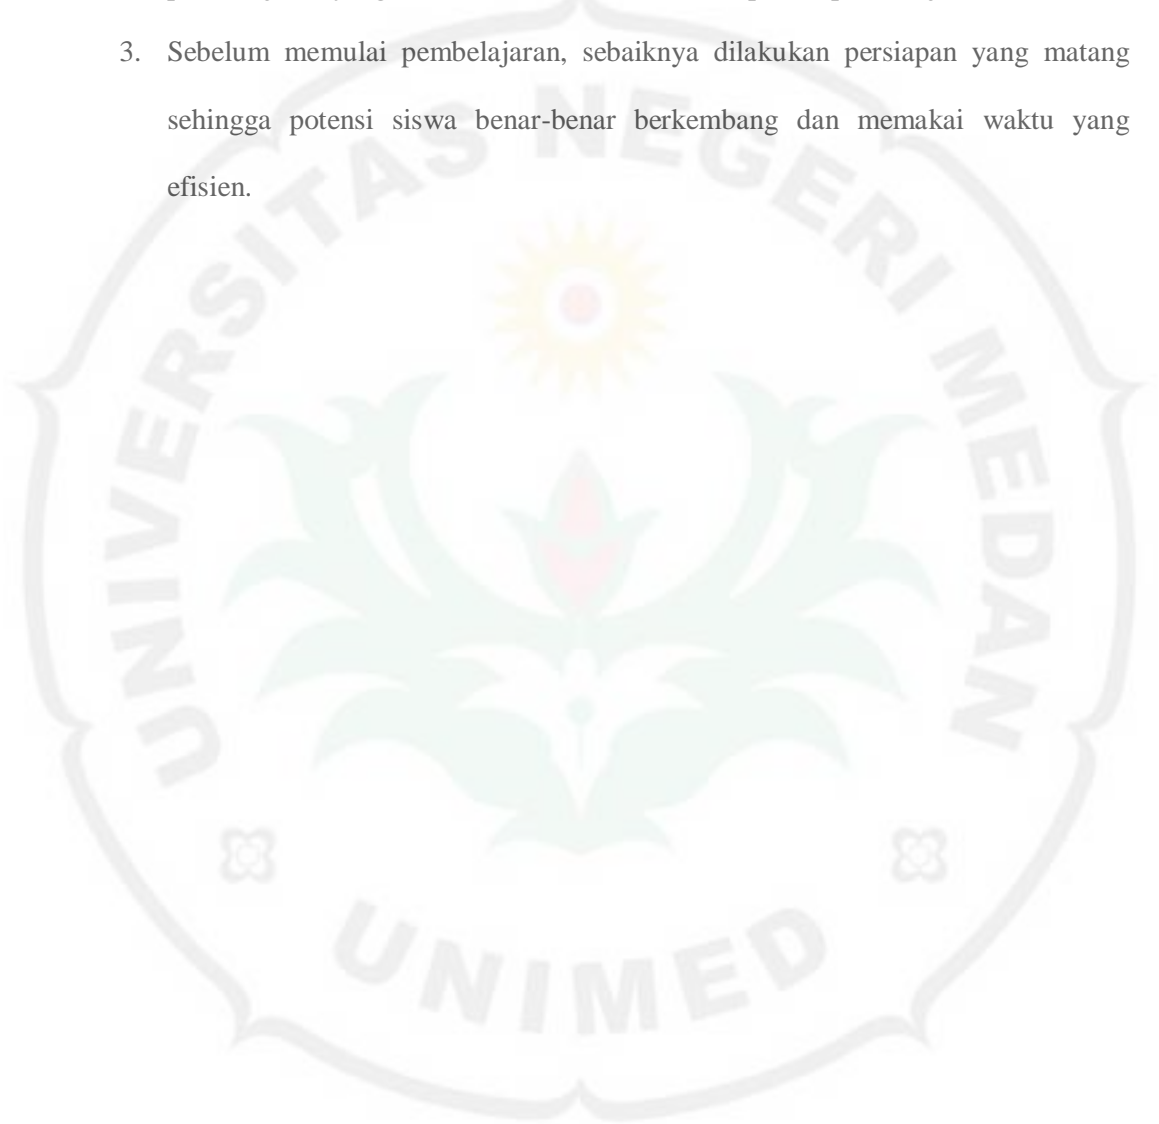 3. Sebelum memulai pembelajaran, sebaiknya dilakukan persiapan yang matang
sehingga potensi siswa benar-benar berkembang dan memakai waktu yang
efisien.
UNIVERSITAS NEGERI MEDAN
UNIMED